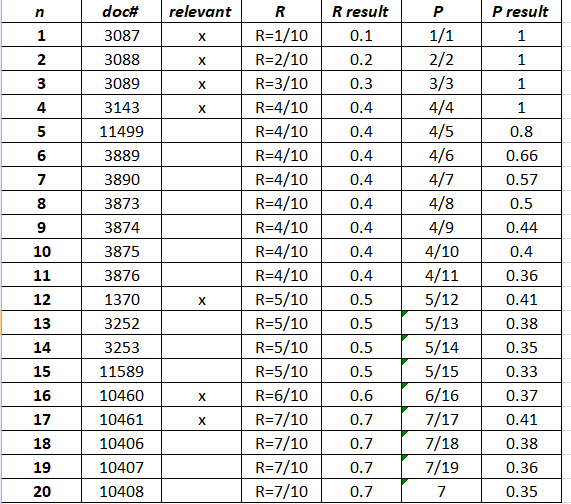 n doc# relevant R R result P P result
1 3087 x R=1/10 0.1 1/1 1
2 3088 x R=2/10 0.2 2/2 1
3 3089 x R=3/10 0.3 3/3 1
4 3143 x R=4/10 0.4 4/4 1
5 11499 R=4/10 0.4 4/5 0.8
6 3889 R=4/10 0.4 4/6 0.66
7 3890 R=4/10 0.4 4/7 0.57
8 3873 R=4/10 0.4 4/8 0.5
9 3874 R=4/10 0.4 4/9 0.44
10 3875 R=4/10 0.4 4/10 0.4
11 3876 R=4/10 0.4 4/11 0.36
12 1370 x R=5/10 0.5 5/12 0.41
13 3252 R=5/10 0.5 5/13 0.38
14 3253 R=5/10 0.5 5/14 0.35
15 11589 R=5/10 0.5 5/15 0.33
16 10460 x R=6/10 0.6 6/16 0.37
17 10461 x R=7/10 0.7 7/17 0.41
18 10406 R=7/10 0.7 7/18 0.38
19 10407 R=7/10 0.7 7/19 0.36
20 10408 R=7/10 0.7 7 0.35